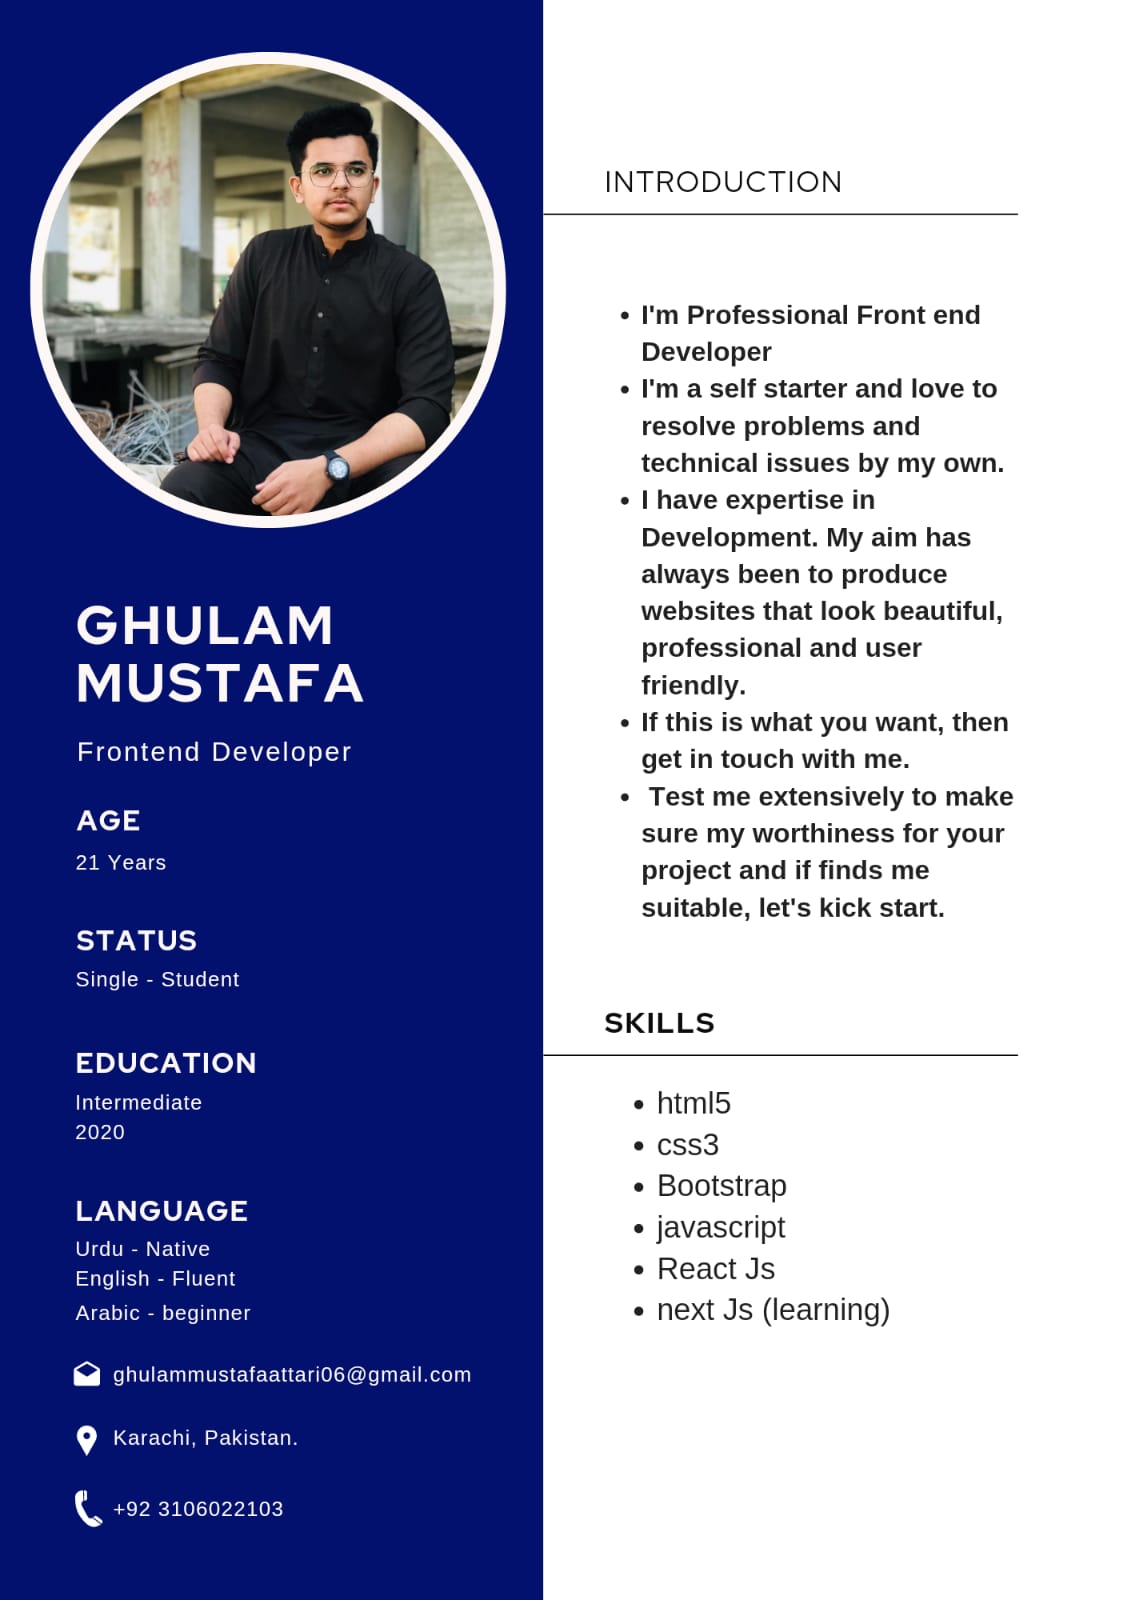 GHULAM
MUSTAFA
Frontend Developer
AGE
21 Years
STATUS
Single - Student
EDUCATION
Intermediate
2020
LANGUAGE
Urdu - Native
English - Fluent
Arabic - beginner
ghulammustafaattari06@gmail.com
Karachi, Pakistan.
+92 3106022103
INTRODUCTION
• I'm Professional Front end
Developer
• I'm a self starter and love to
resolve problems and
technical issues by my own.
• I have expertise in
Development. My aim has
always been to produce
websites that look beautiful,
professional and user
friendly.
• If this is what you want, then
get in touch with me.
• Test me extensively to make
sure my worthiness for your
project and if finds me
suitable, let's kick start.
SKILLS
• html5
• css3
• Bootstrap
• javascript
• React Js
• next Js (learning)